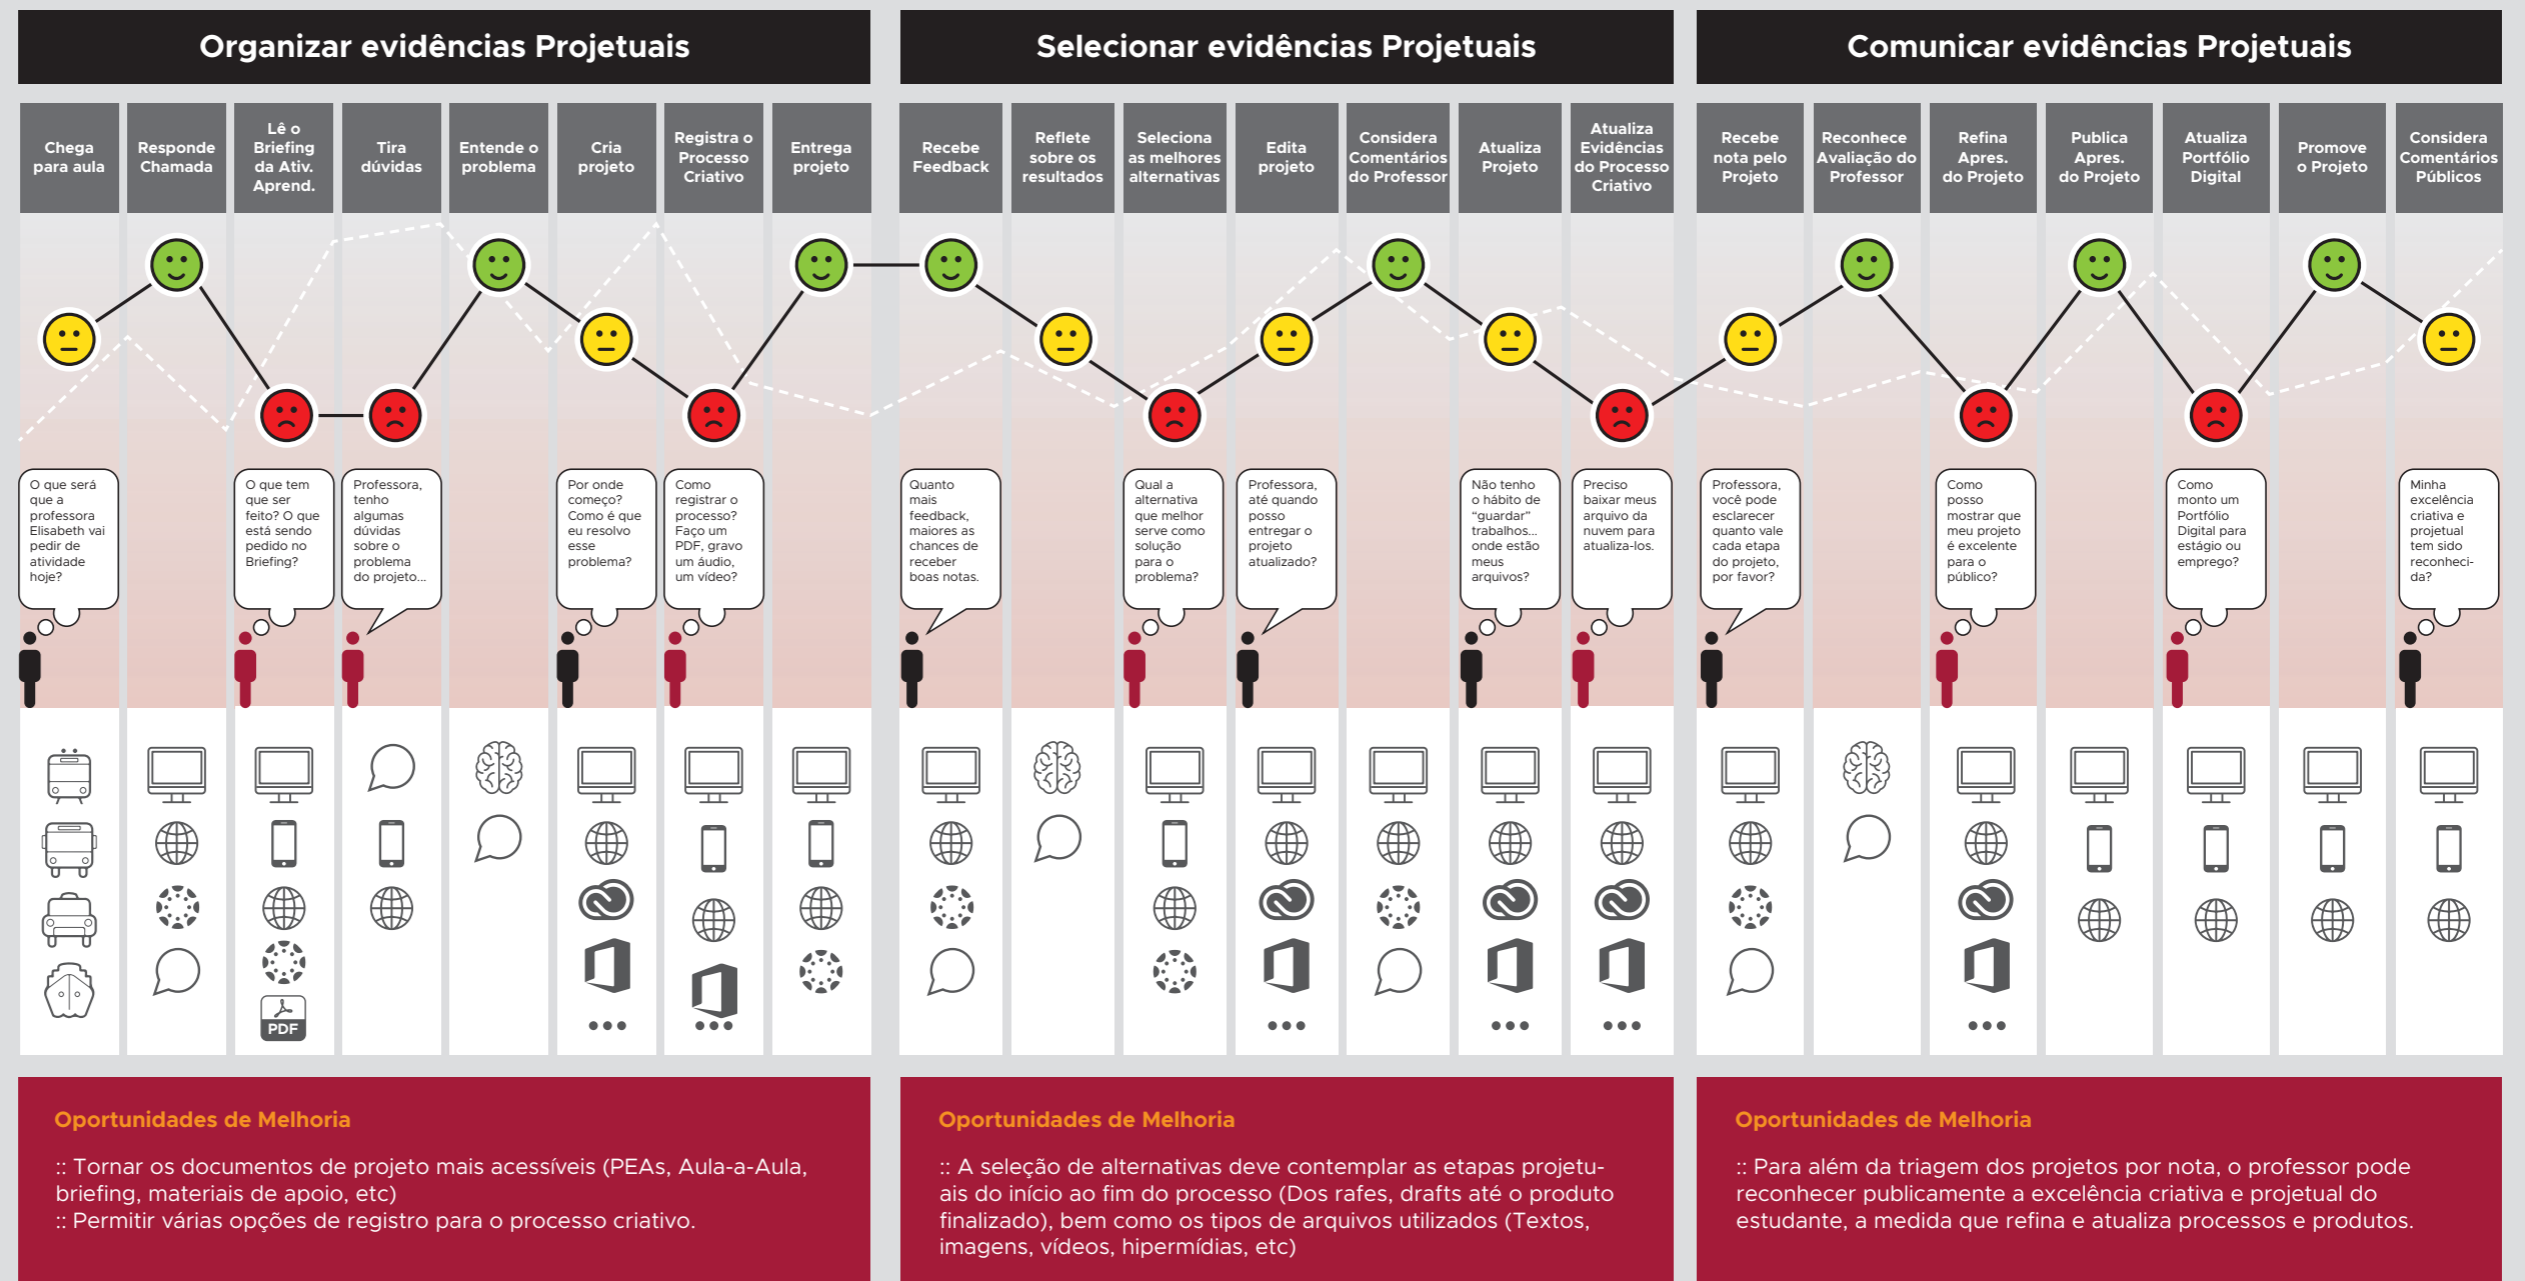 Organizar evidências Projetuais
Selecionar evidências Projetuais
Comunicar evidências Projetuais
Chega
para aula
Responde
Chamada
Lê o
Briefing
da Ativ.
Aprend.
Tira
dúvidas
Entende o
problema
Cria
projeto
Registra o
Processo
Criativo
Entrega
projeto
Recebe
Feedback
Reflete
sobre os
resultados
Seleciona
as melhores
alternativas
Edita
projeto
Considera
Comentários
do Professor
Atualiza
Projeto
Atualiza
Evidências
do Processo
Criativo
Recebe
nota pelo
Projeto
Reconhece
Avaliação do
Professor
Refina
Apres.
do Projeto
Publica
Apres.
do Projeto
Atualiza
Portfólio
Digital
Promove
o Projeto
Considera
Comentários
Públicos
O que será
que a
professora
Elisabeth vai
pedir de
atividade
hoje?
O que tem
que ser
feito? O que
está sendo
pedido no
Briefing?
Professora,
tenho
algumas
dúvidas
sobre o
problema
do projeto...
Por onde
começo?
Como é que
eu resolvo
esse
problema?
Como
registrar o
processo?
Faço um
PDF, gravo
um áudio,
um vídeo?
Quanto
mais
feedback,
maiores as
chances de
receber
boas notas.
Qual a
alternativa
que melhor
serve como
solução
para o
problema?
Professora,
até quando
posso
entregar o
projeto
atualizado?
Não tenho
o hábito de
“guardar”
trabalhos...
onde estão
meus
arquivos?
Preciso
baixar meus
arquivo da
nuvem para
atualiza-los.
Professora,
você pode
esclarecer
quanto vale
cada etapa
do projeto,
por favor?
Como
posso
mostrar que
meu projeto
é excelente
para o
público?
Como
monto um
Portfólio
Digital para
estágio ou
emprego?
Minha
excelência
criativa e
projetual
tem sido
reconheci-
da?
PDF
Oportunidades de Melhoria
:: Tornar os documentos de projeto mais acessíveis (PEAs, Aula-a-Aula,
briefing, materiais de apoio, etc)
:: Permitir várias opções de registro para o processo criativo.
Oportunidades de Melhoria
:: A seleção de alternativas deve contemplar as etapas projetu-
ais do início ao fim do processo (Dos rafes, drafts até o produto
finalizado), bem como os tipos de arquivos utilizados (Textos,
imagens, vídeos, hipermídias, etc)
Oportunidades de Melhoria
:: Para além da triagem dos projetos por nota, o professor pode
reconhecer publicamente a excelência criativa e projetual do
estudante, a medida que refina e atualiza processos e produtos.